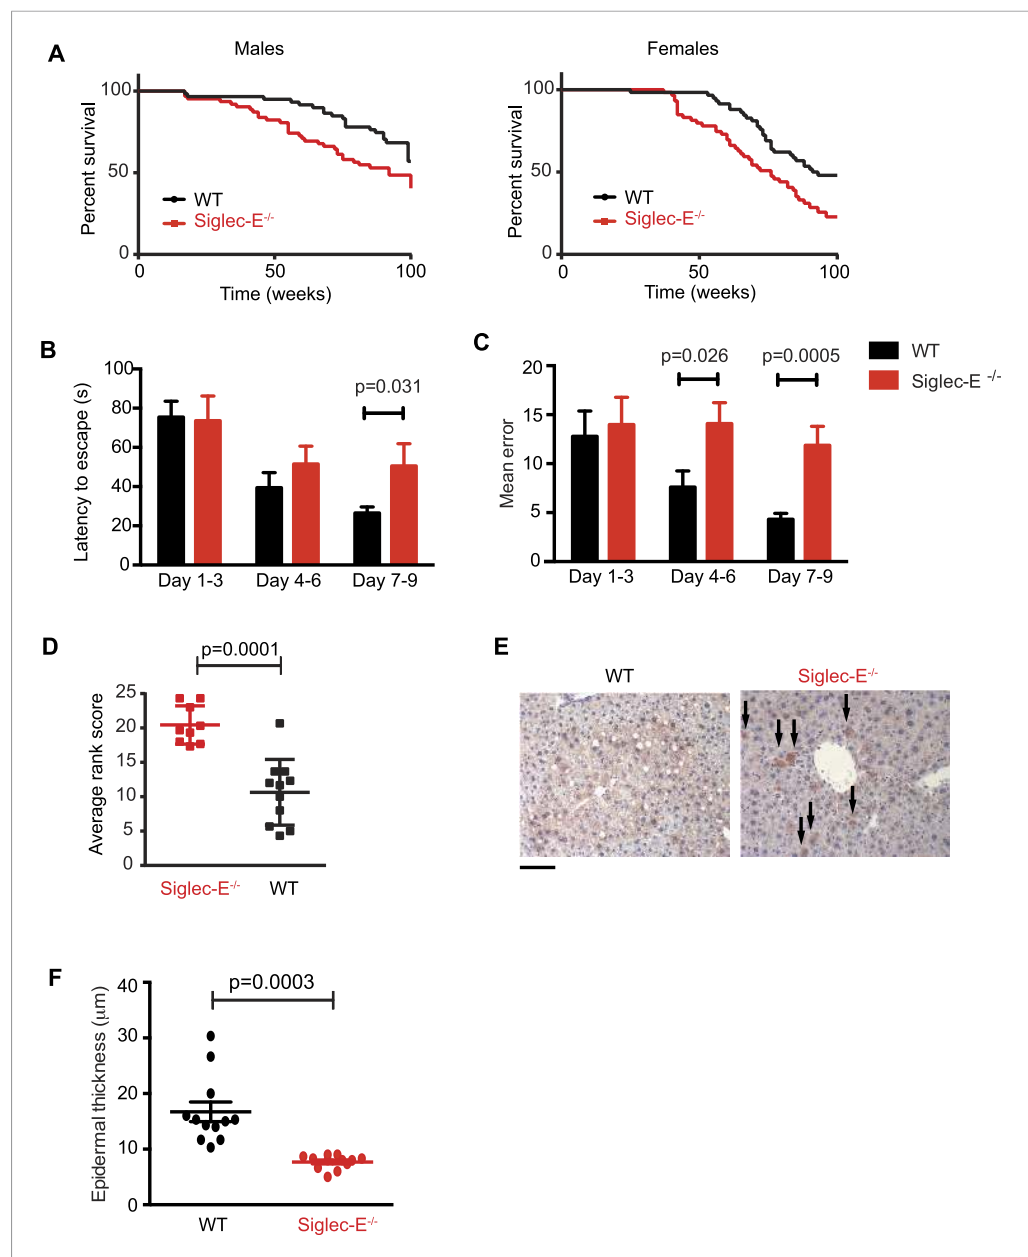 A
Males
Females
Percent survival
100
50
0
WT
Siglec-E-/-
0
50
100
Time (weeks)
Percent survival
100
50
0
WT
Siglec-E-/-
0
50
100
Time (weeks)
B
Latency to escape (s)
100
80
60
40
20
0
p=0.031
Day 1-3
Day 4-6
Day 7-9
C
Mean error
20
15
10
5
0
p=0.026
p=0.0005
Day 1-3
Day 4-6
Day 7-9
WT
Siglec-E -/-
D
p=0.0001
Average rank score
25
20
15
10
5
0
Siglec-E-/-
WT
E
WT
Siglec-E-/-
F
p=0.0003
Epidermal thickness (μm)
40
30
20
10
0
WT
Siglec-E-/-